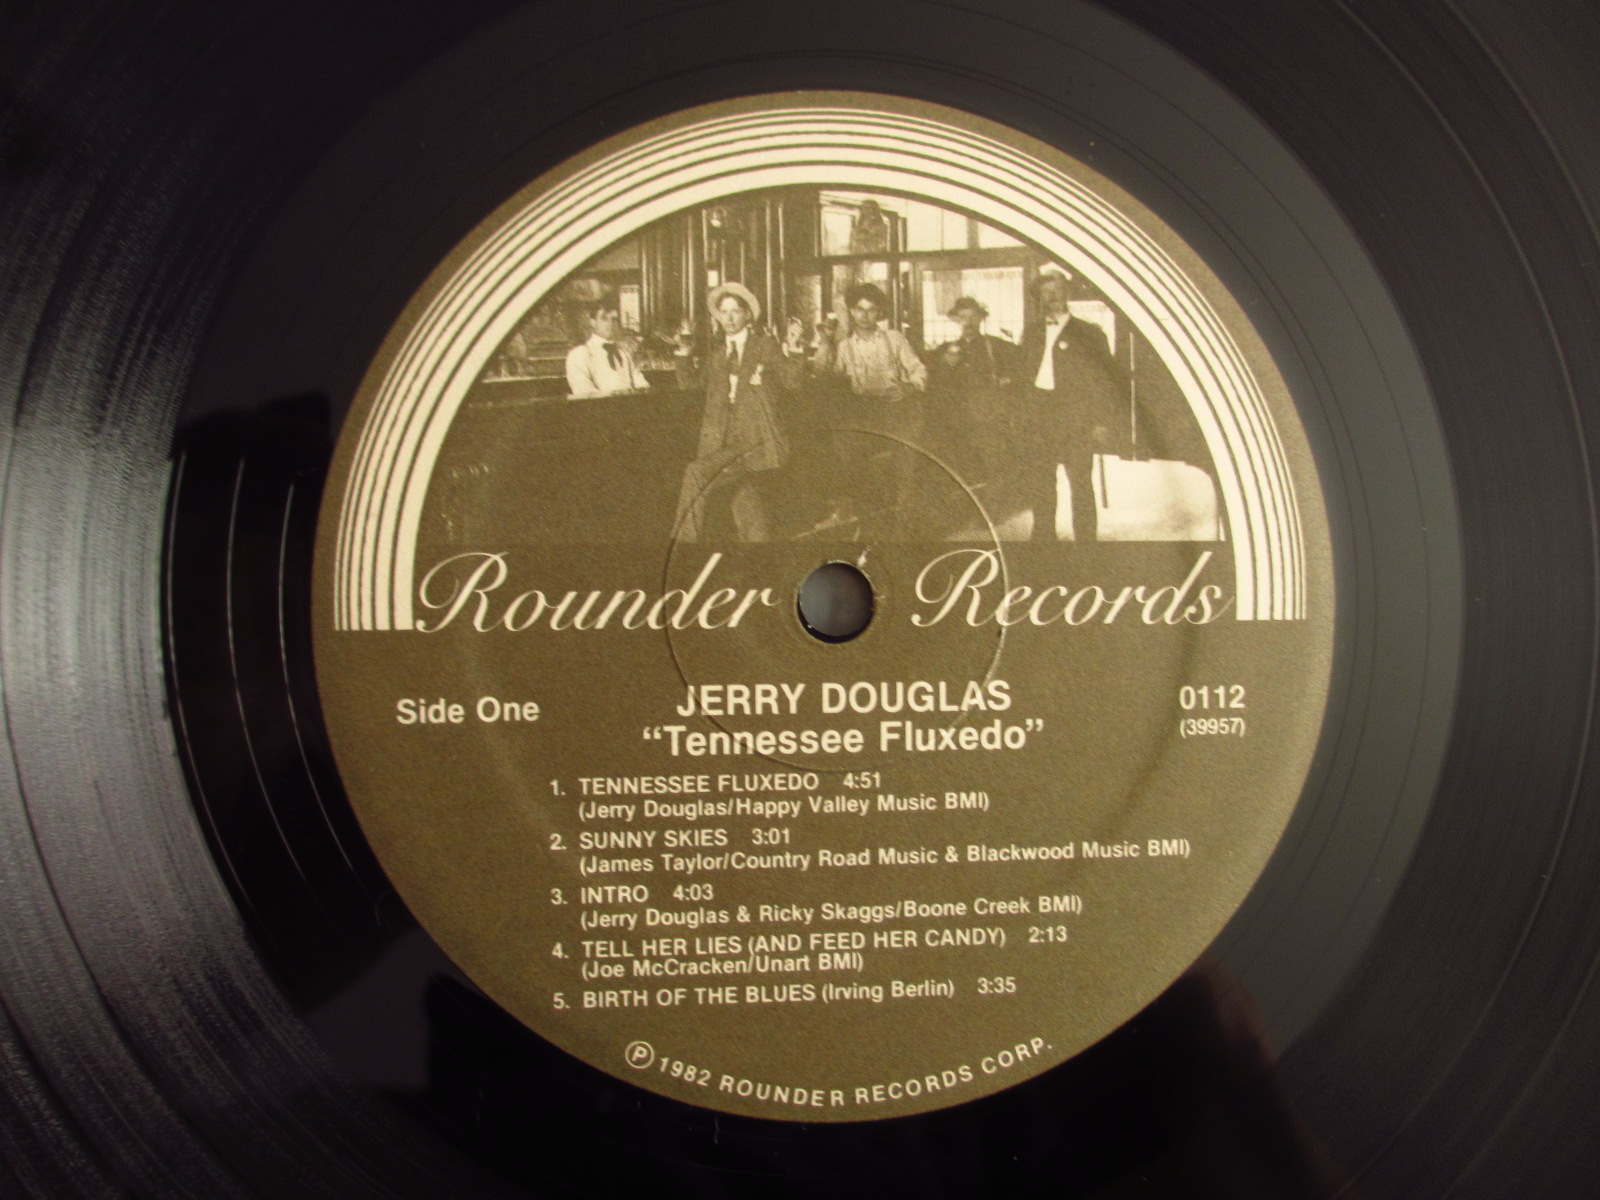 Rounder Records
Side One
JERRY DOUGLAS
"Tennessee Fluxedo"
0112
(39957)
1. TENNESSEE FLUXEDO 4:51
(Jerry Douglas/Happy Valley Music BMI)
2. SUNNY SKIES 3:01
(James Taylor/Country Road Music & Blackwood Music BMI)
3. INTRO 4:03
(Jerry Douglas & Ricky Skaggs/Boone Creek BMI)
4. TELL HER LIES (AND FEED HER CANDY) 2:13
(Joe McCracken/Unart BMI)
5. BIRTH OF THE BLUES (Irving Berlin) 3:35
℗ 1982 ROUNDER RECORDS CORP.